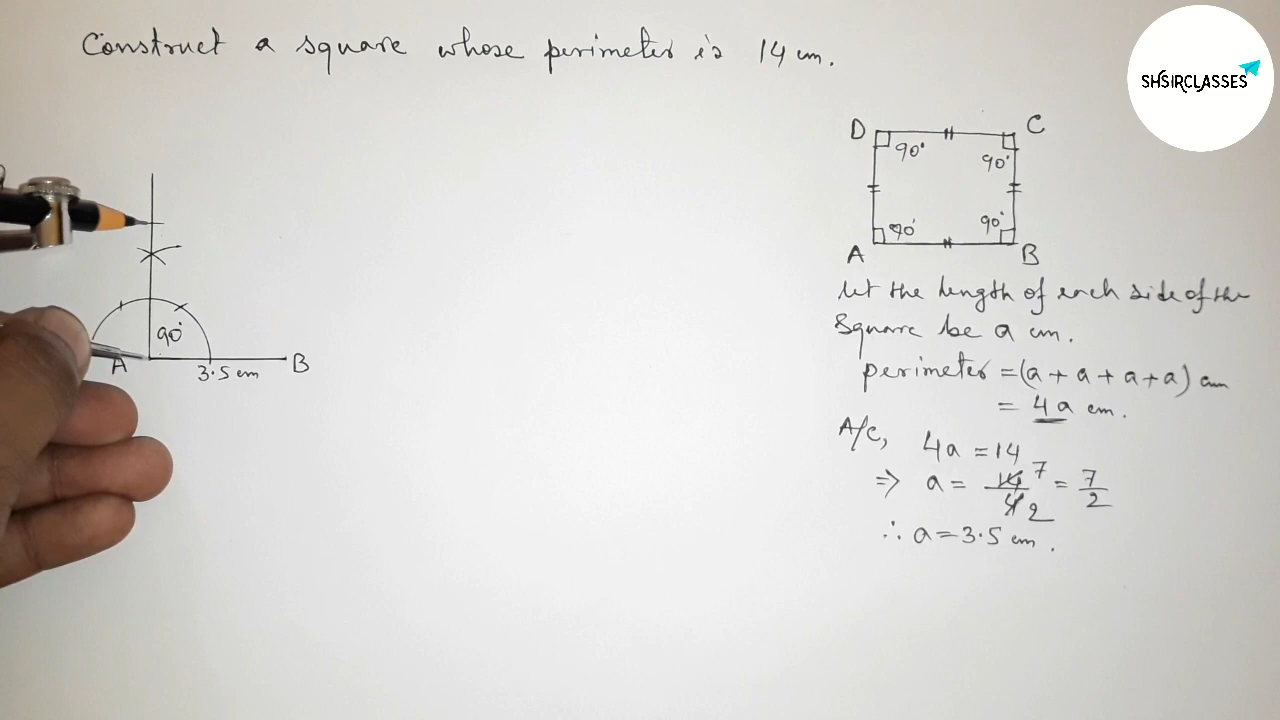 Construct a square whose perimeter is 14 cm.
SHSIRCLASSES
D C
90° 90°
90° 90°
A B
let the length of each side of the
square be a cm.
perimeter = (a + a + a + a) cm
= 4a cm.
A/C, 4a = 14
⇒ a = 14/4 7 2 = 7/2
∴ a = 3.5 cm.
90°
A 3.5 cm B